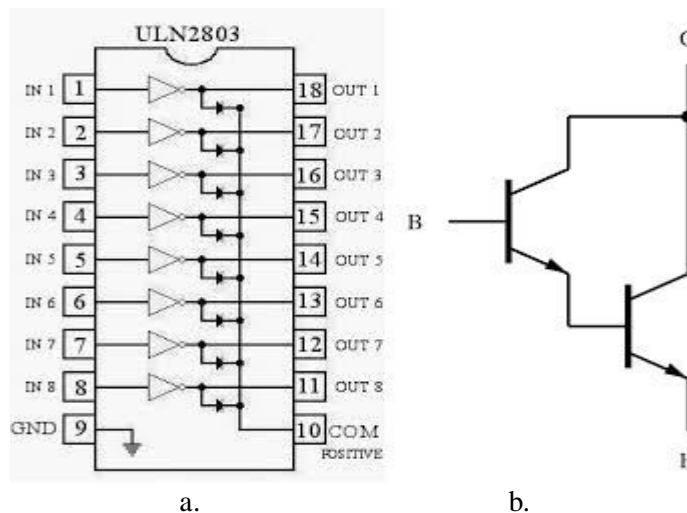 ULN2803
IN 1 1 18 OUT 1
IN 2 2 17 OUT 2
IN 3 3 16 OUT 3
IN 4 4 15 OUT 4
IN 5 5 14 OUT 5
IN 6 6 13 OUT 6
IN 7 7 12 OUT 7
IN 8 8 11 OUT 8
GND 9 10 COM
POSITIVE
B
a.
b.